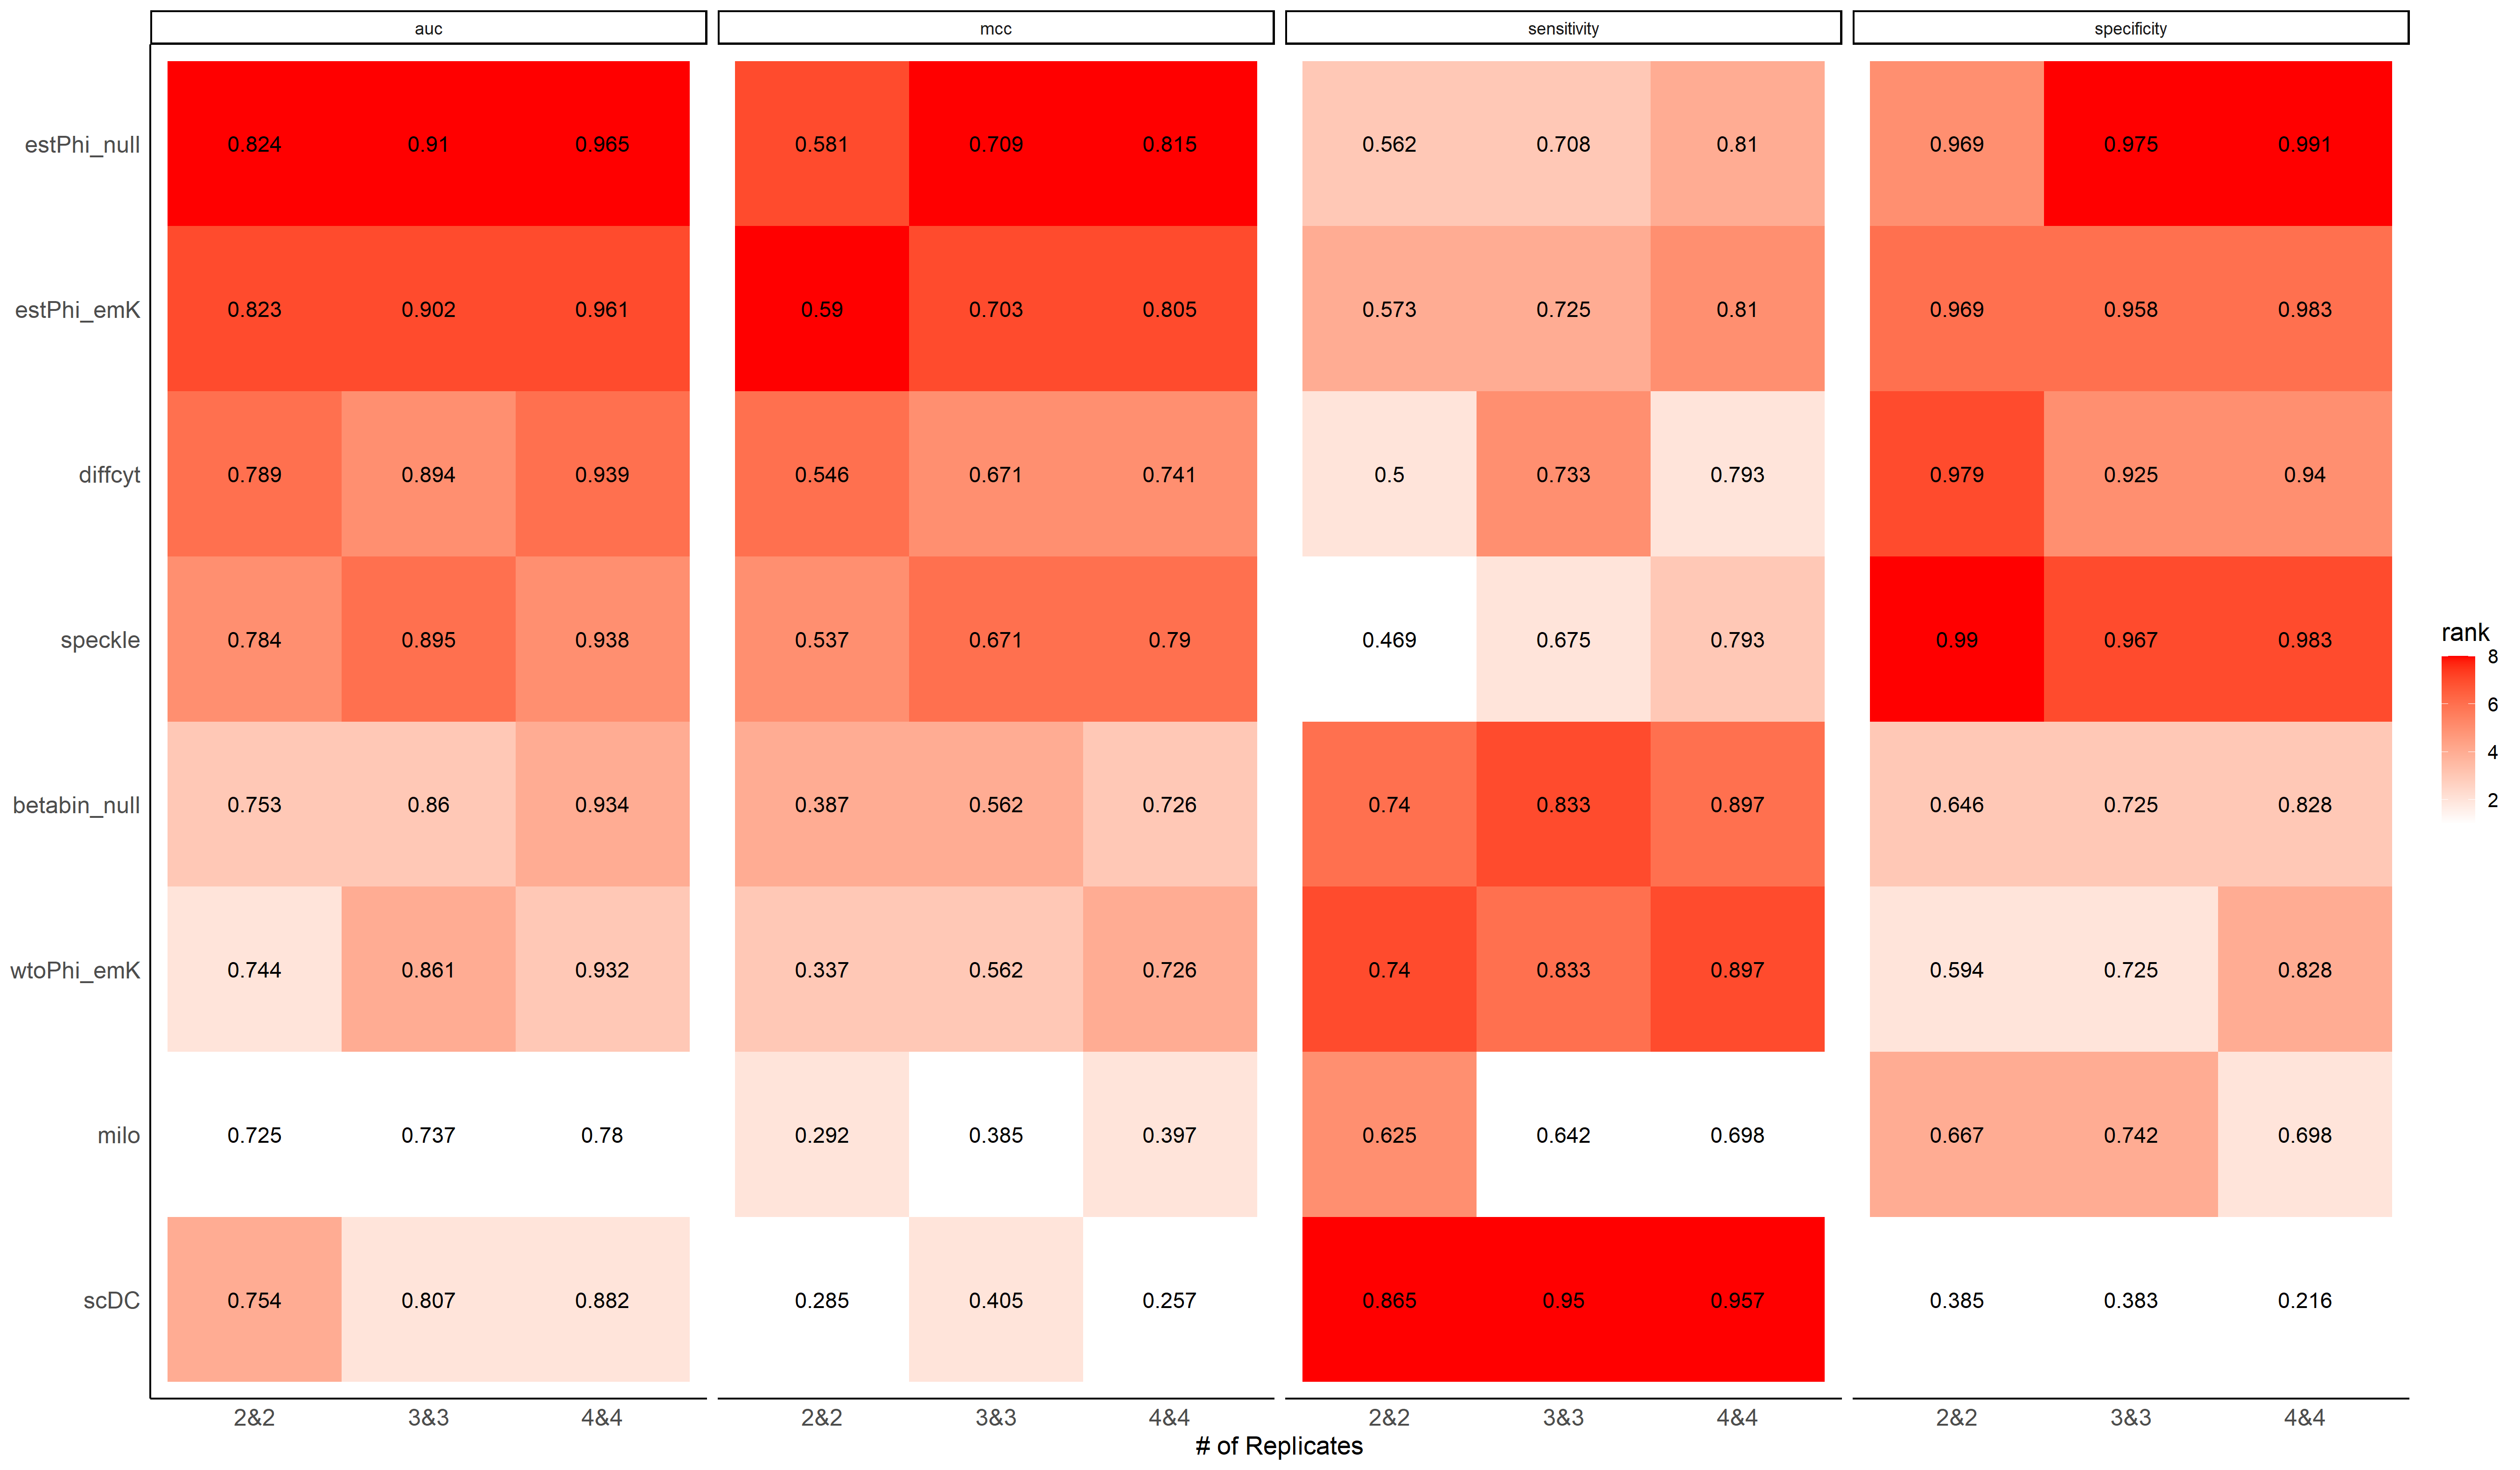 auc mcc sensitivity specificity
estPhi_null 0.824 0.91 0.965 0.581 0.709 0.815 0.562 0.708 0.81 0.969 0.975 0.991
estPhi_emK 0.823 0.902 0.961 0.59 0.703 0.805 0.573 0.725 0.81 0.969 0.958 0.983
diffcyt 0.789 0.894 0.939 0.546 0.671 0.741 0.5 0.733 0.793 0.979 0.925 0.94
speckle 0.784 0.895 0.938 0.537 0.671 0.79 0.469 0.675 0.793 0.99 0.967 0.983
betabin_null 0.753 0.86 0.934 0.387 0.562 0.726 0.74 0.833 0.897 0.646 0.725 0.828
wtoPhi_emK 0.744 0.861 0.932 0.337 0.562 0.726 0.74 0.833 0.897 0.594 0.725 0.828
milo 0.725 0.737 0.78 0.292 0.385 0.397 0.625 0.642 0.698 0.667 0.742 0.698
scDC 0.754 0.807 0.882 0.285 0.405 0.257 0.865 0.95 0.957 0.385 0.383 0.216
2&2 3&3 4&4 2&2 3&3 4&4 2&2 3&3 4&4 2&2 3&3 4&4
# of Replicates
rank
8
6
4
2